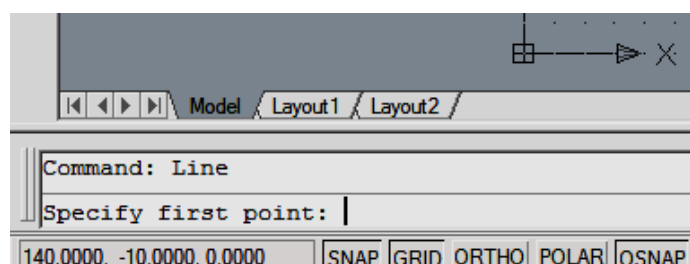 X
Model Layout1 Layout2
Command: Line
Specify first point:
140.0000, -10.0000, 0.0000 SNAP GRID ORTHO POLAR OSNAP